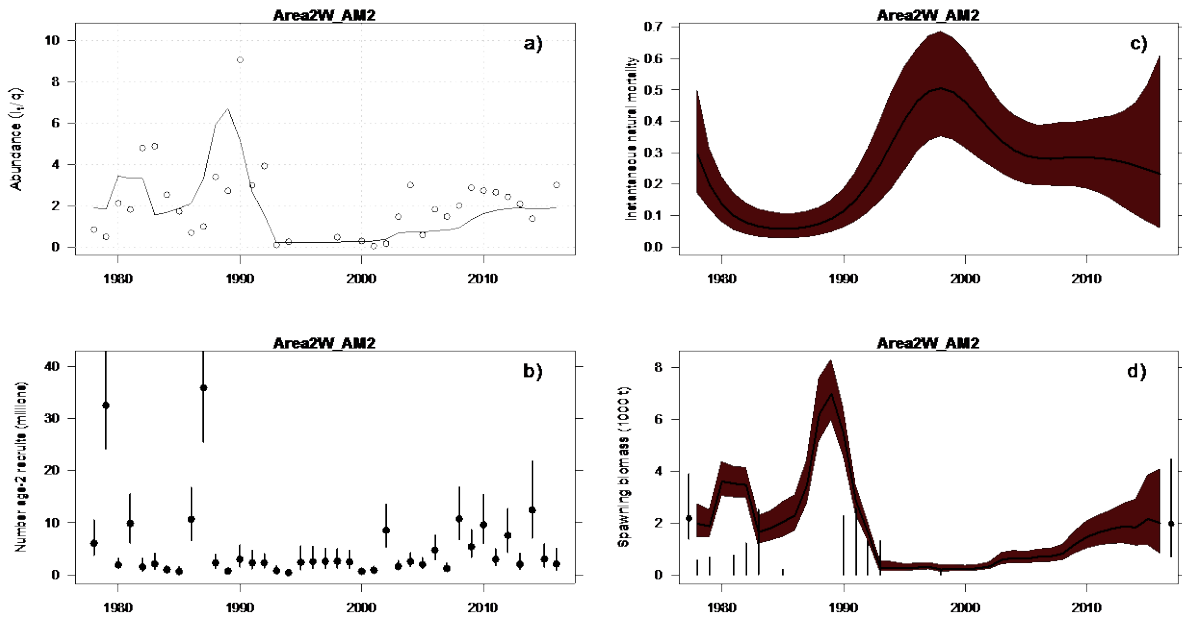 Area2W_AM2
a)
Abundance (It/q)
10
8
6
4
2
0
1980 1990 2000 2010
Area2W_AM2
c)
Instantaneous natural mortality
0.7
0.6
0.5
0.4
0.3
0.2
0.1
0.0
1980 1990 2000 2010
Area2W_AM2
b)
Number age-2 recruits (millions)
40
30
20
10
0
1980 1990 2000 2010
Area2W_AM2
d)
Spawning biomass (1000 t)
8
6
4
2
0
1980 1990 2000 2010